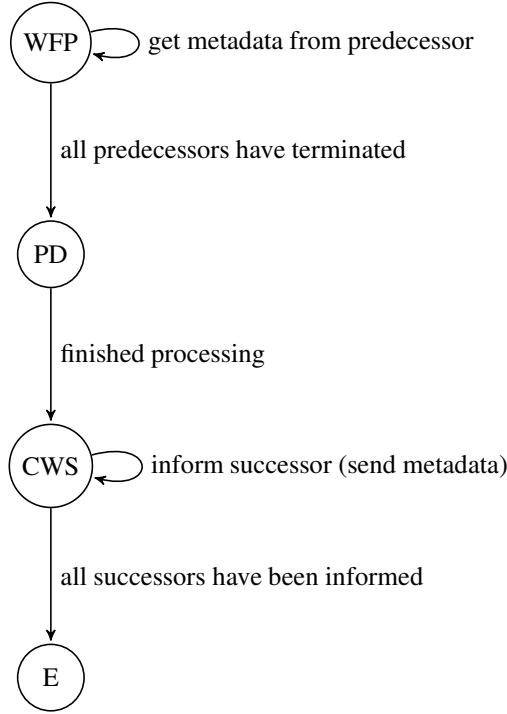 WFP
get metadata from predecessor
all predecessors have terminated
PD
finished processing
CWS
inform successor (send metadata)
all successors have been informed
E